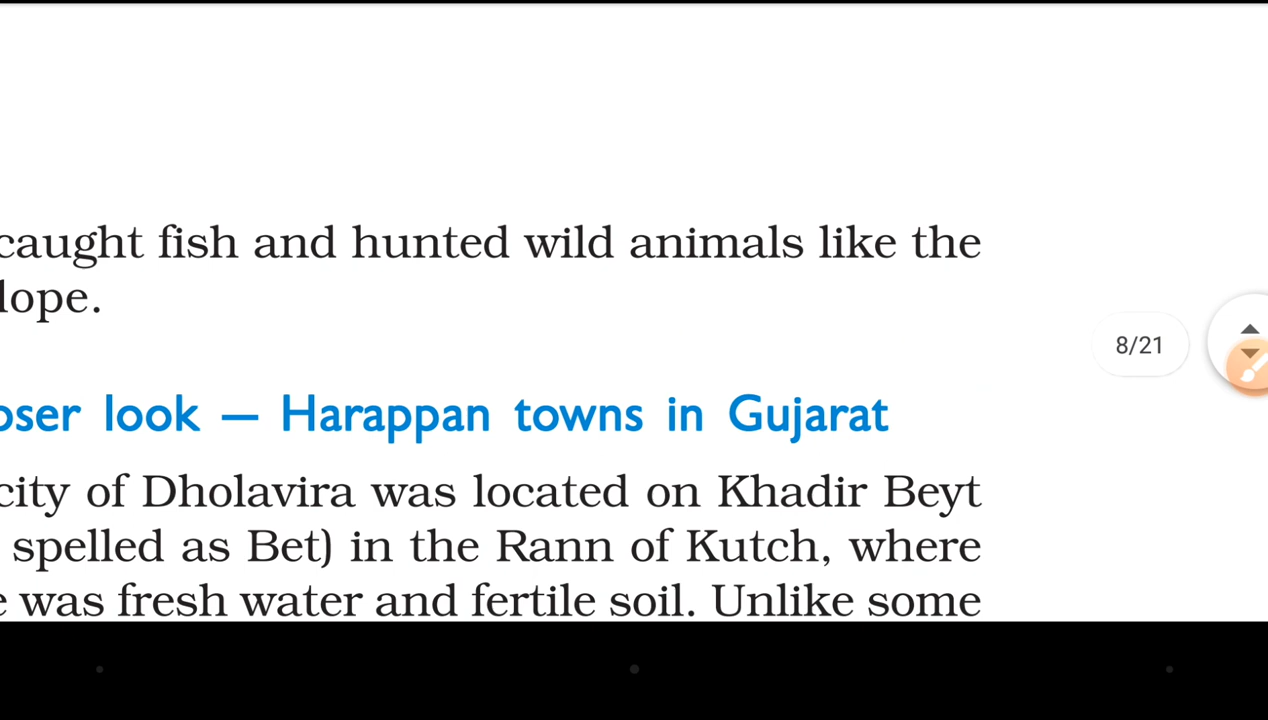 caught fish and hunted wild animals like the
lope.
8/21
oser look — Harappan towns in Gujarat
city of Dholavira was located on Khadir Beyt
spelled as Bet) in the Rann of Kutch, where
e was fresh water and fertile soil. Unlike some